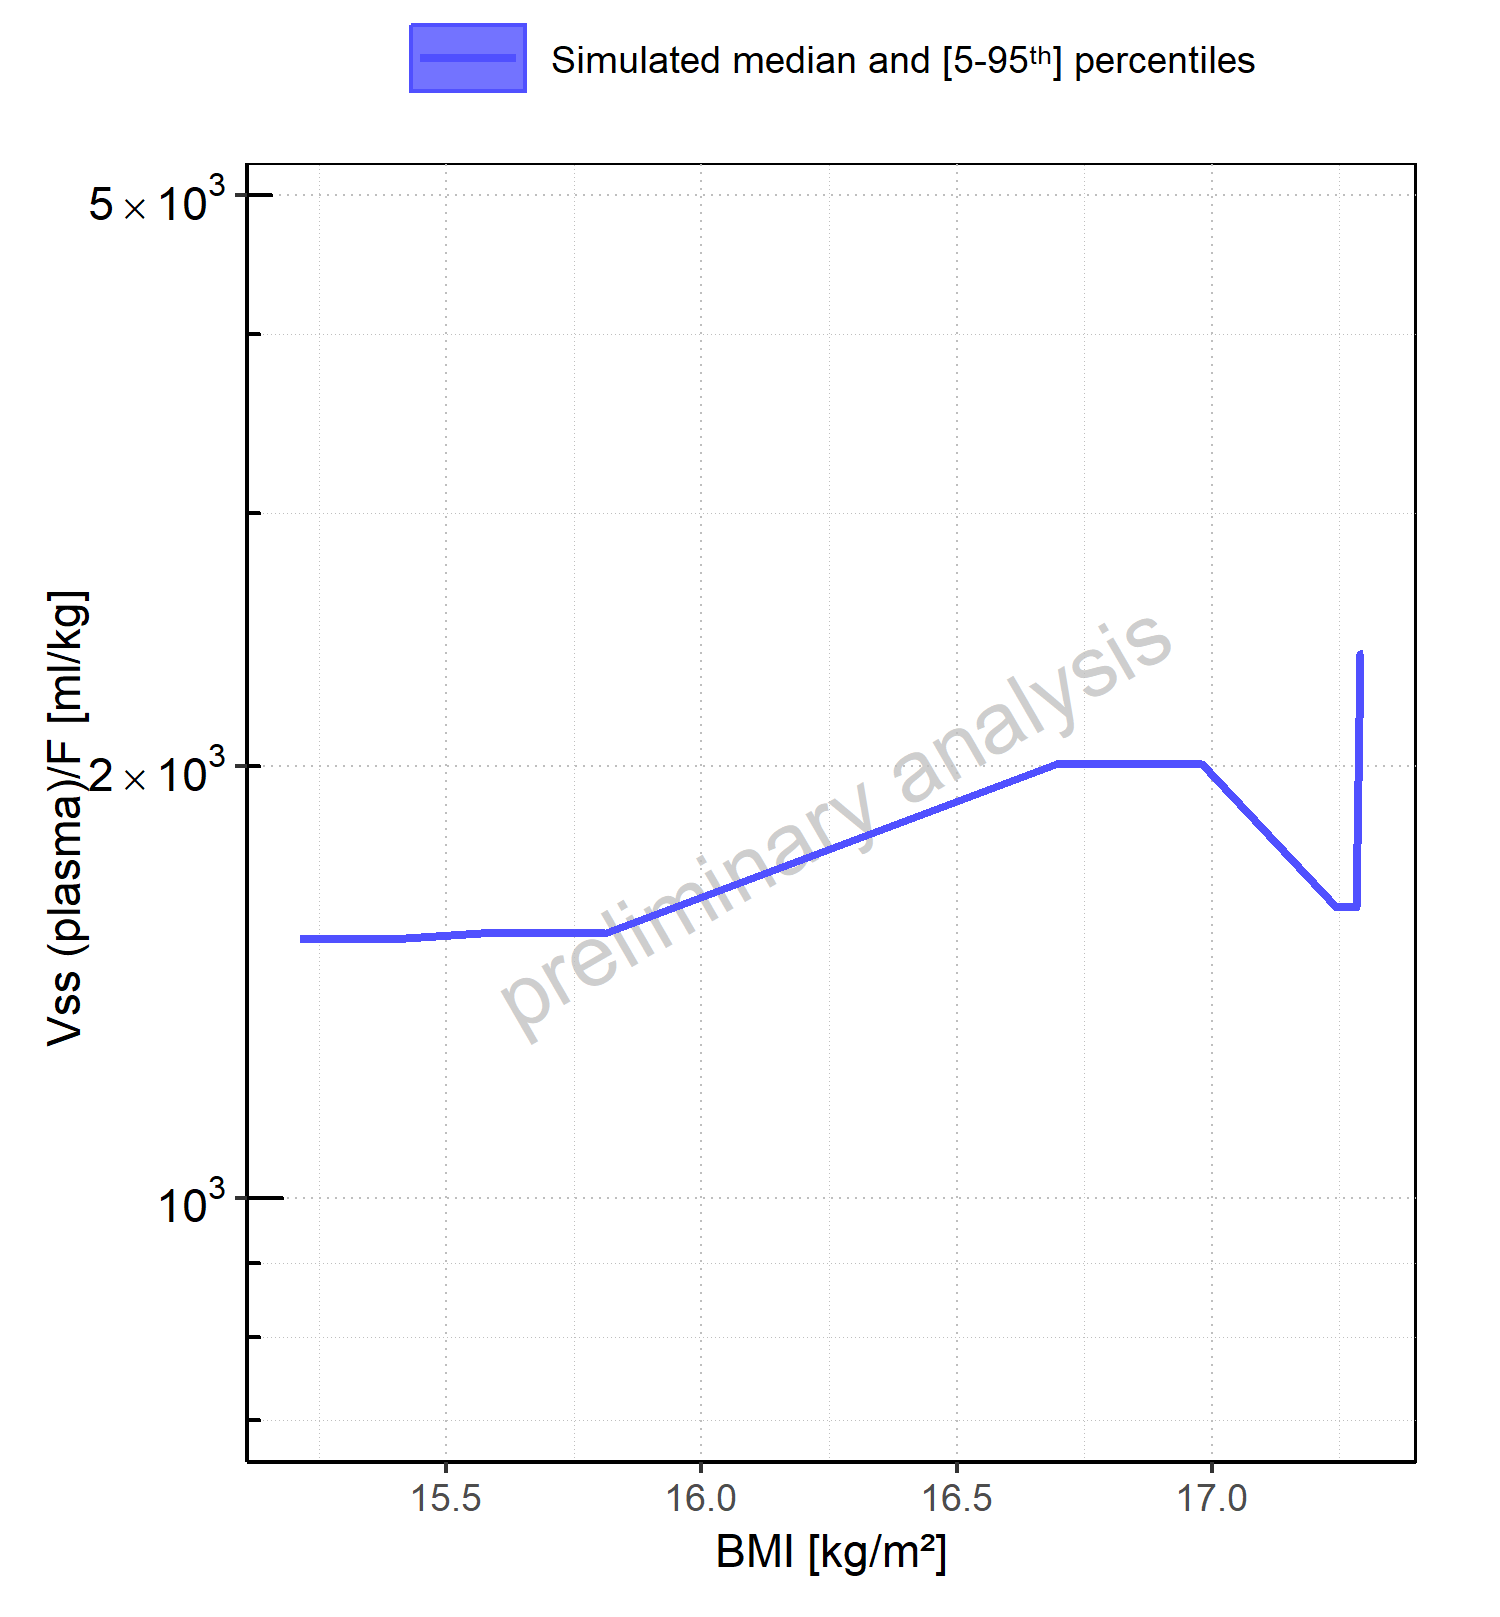 Simulated median and [5-95ᵗʰ] percentiles
5 × 10³
2 × 10³
10³
Vss (plasma)/F [ml/kg]
preliminary analysis
15.5 16.0 16.5 17.0
BMI [kg/m²]